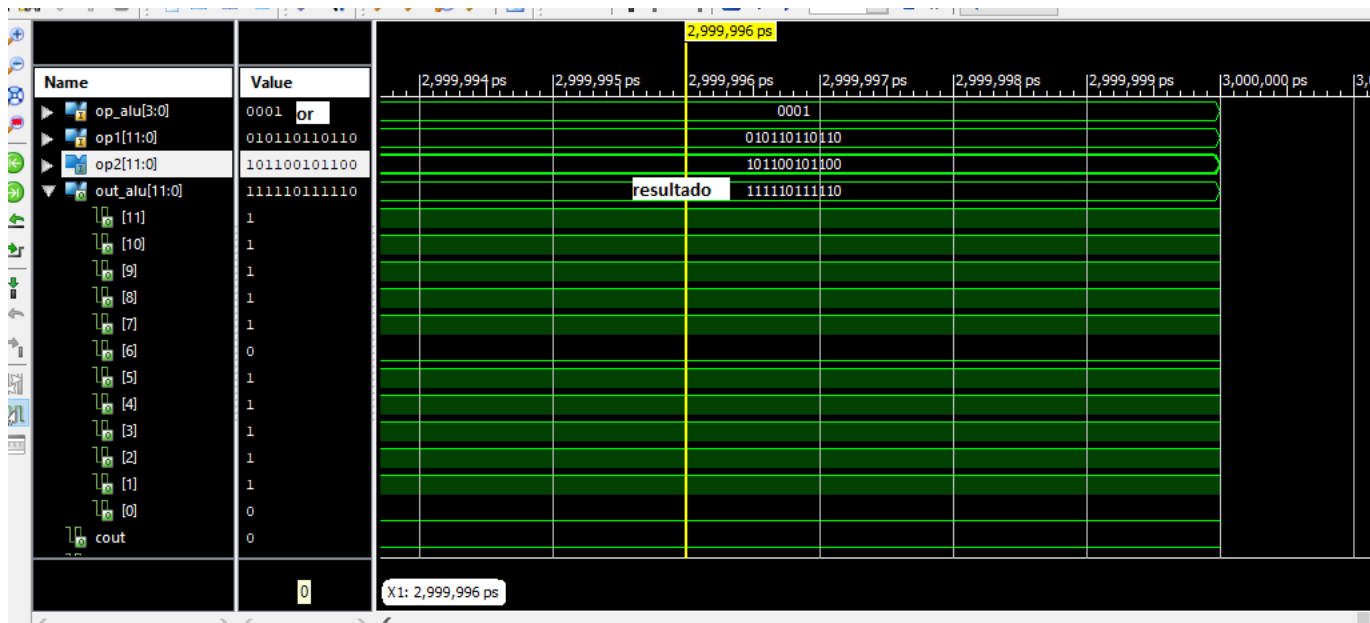 2,999,996 ps
Name Value 2,999,994 ps 2,999,995 ps 2,999,996 ps 2,999,997 ps 2,999,998 ps 2,999,999 ps 3,000,000 ps
op_alu[3:0] 0001 or 0001
op1[11:0] 010110110110 010110110110
op2[11:0] 101100101100 101100101100
out_alu[11:0] 111110111110 resultado 111110111110
[11] 1
[10] 1
[9] 1
[8] 1
[7] 1
[6] 0
[5] 1
[4] 1
[3] 1
[2] 1
[1] 1
[0] 0
cout 0
0 X1: 2,999,996 ps